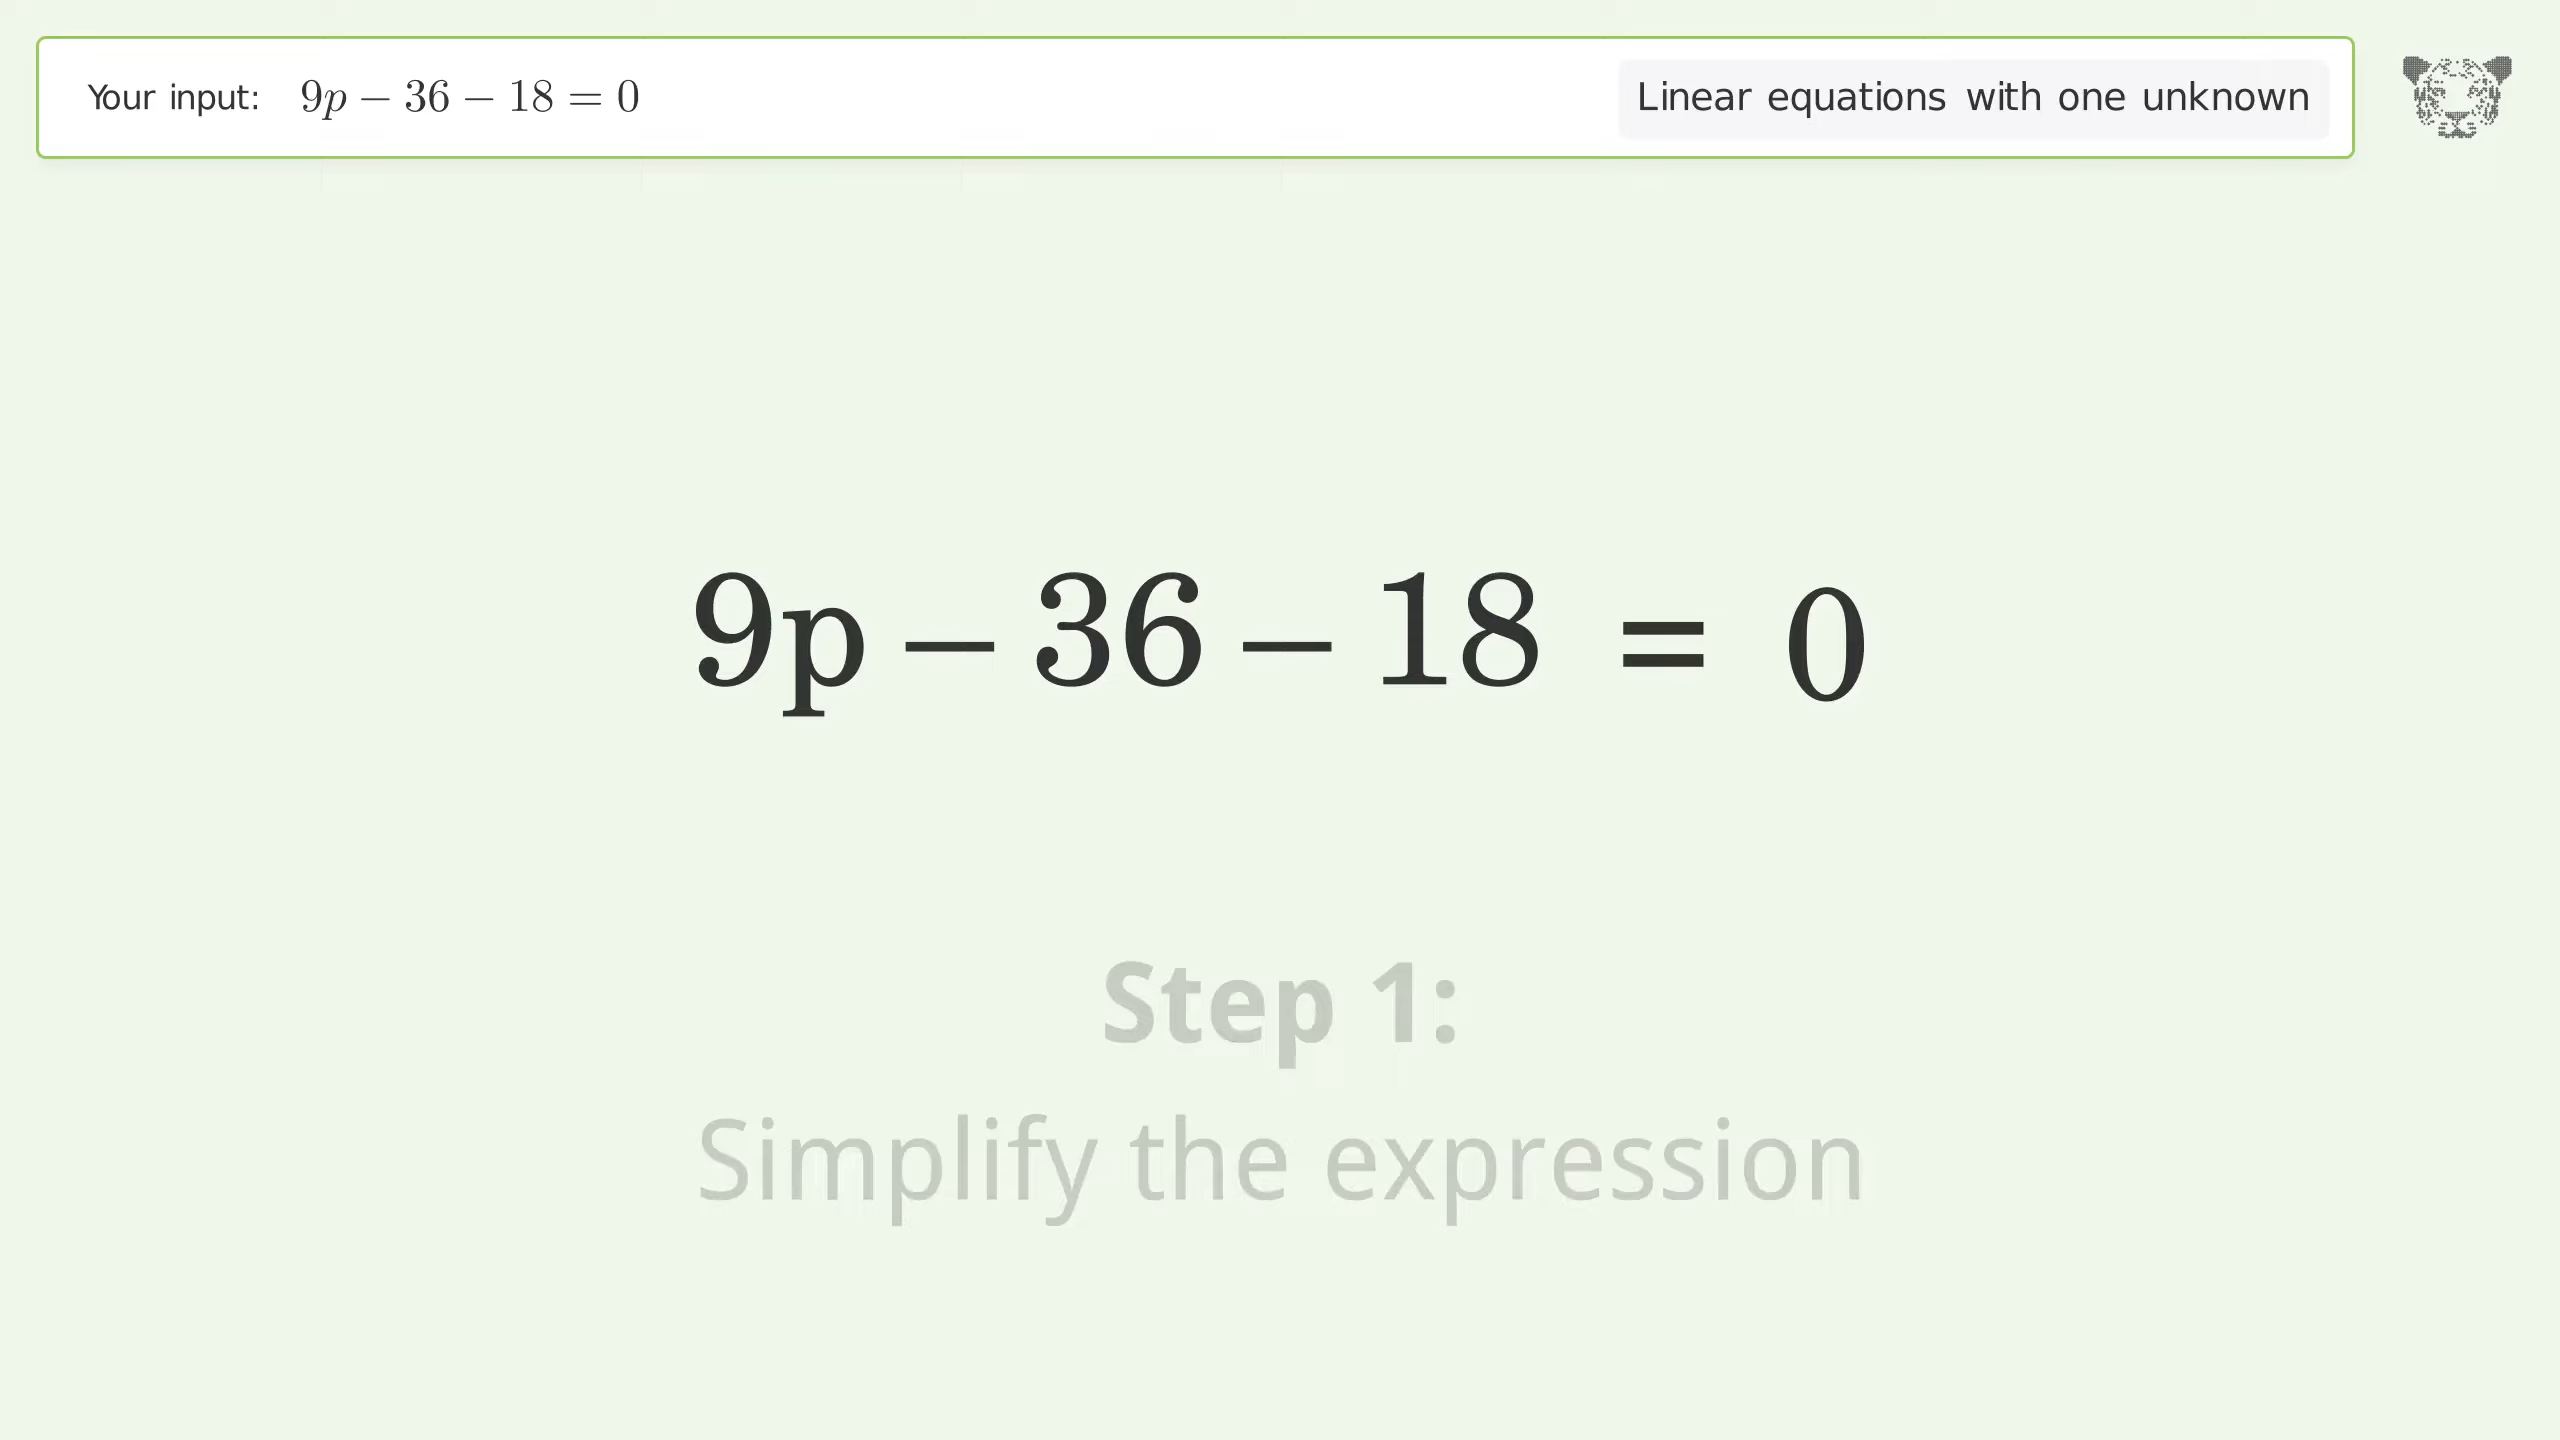 Your input: 9p − 36 − 18 = 0
Linear equations with one unknown
9p − 36 − 18 = 0
Step 1:
Simplify the expression